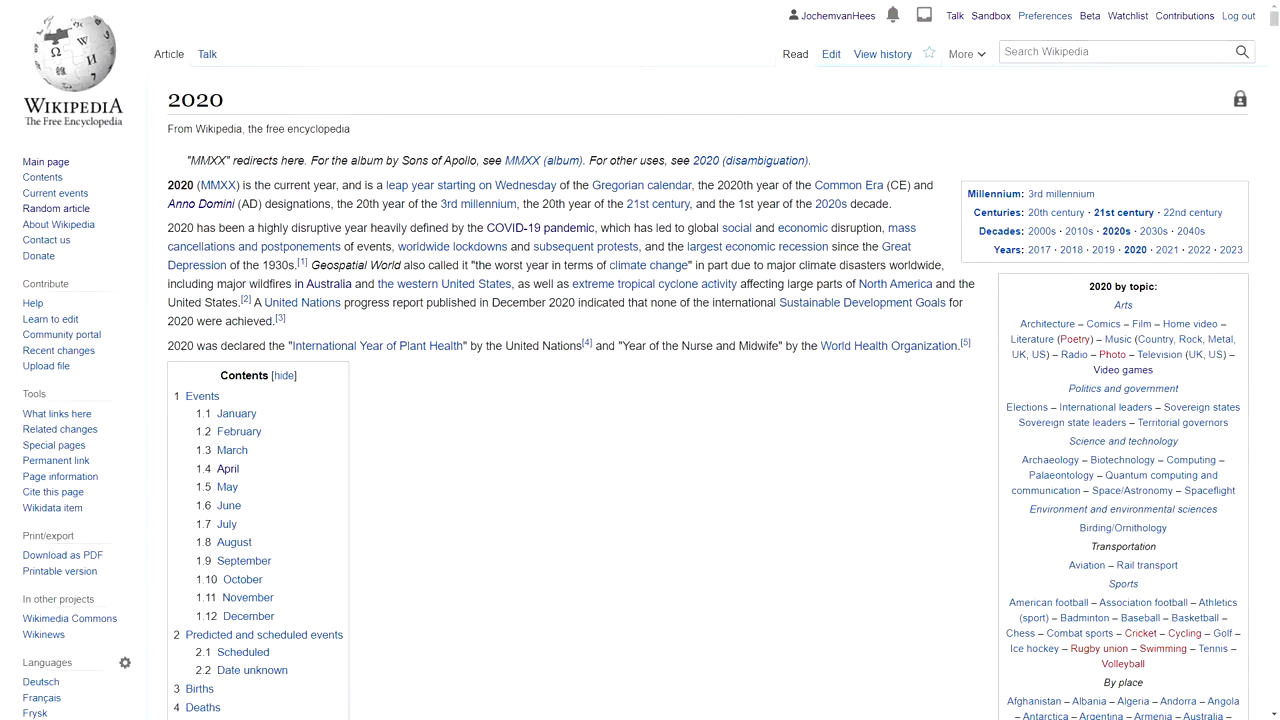 JochemvanHees Talk Sandbox Preferences Beta Watchlist Contributions Log out
Article Talk Read Edit View history More Search Wikipedia
WIKIPEDIA
The Free Encyclopedia
Main page
Contents
Current events
Random article
About Wikipedia
Contact us
Donate
Contribute
Help
Learn to edit
Community portal
Recent changes
Upload file
Tools
What links here
Related changes
Special pages
Permanent link
Page information
Cite this page
Wikidata item
Print/export
Download as PDF
Printable version
In other projects
Wikimedia Commons
Wikinews
Languages
Deutsch
Français
Frysk
2020
From Wikipedia, the free encyclopedia
"MMXX" redirects here. For the album by Sons of Apollo, see MMXX (album). For other uses, see 2020 (disambiguation).
2020 (MMXX) is the current year, and is a leap year starting on Wednesday of the Gregorian calendar, the 2020th year of the Common Era (CE) and
Anno Domini (AD) designations, the 20th year of the 3rd millennium, the 20th year of the 21st century, and the 1st year of the 2020s decade.
2020 has been a highly disruptive year heavily defined by the COVID-19 pandemic, which has led to global social and economic disruption, mass
cancellations and postponements of events, worldwide lockdowns and subsequent protests, and the largest economic recession since the Great
Depression of the 1930s.[1] Geospatial World also called it "the worst year in terms of climate change" in part due to major climate disasters worldwide,
including major wildfires in Australia and the western United States, as well as extreme tropical cyclone activity affecting large parts of North America and the
United States.[2] A United Nations progress report published in December 2020 indicated that none of the international Sustainable Development Goals for
2020 were achieved.[3]
2020 was declared the "International Year of Plant Health" by the United Nations[4] and "Year of the Nurse and Midwife" by the World Health Organization.[5]
Contents [hide]
1 Events
1.1 January
1.2 February
1.3 March
1.4 April
1.5 May
1.6 June
1.7 July
1.8 August
1.9 September
1.10 October
1.11 November
1.12 December
2 Predicted and scheduled events
2.1 Scheduled
2.2 Date unknown
3 Births
4 Deaths
Millennium: 3rd millennium
Centuries: 20th century · 21st century · 22nd century
Decades: 2000s · 2010s · 2020s · 2030s · 2040s
Years: 2017 · 2018 · 2019 · 2020 · 2021 · 2022 · 2023
2020 by topic:
Arts
Architecture – Comics – Film – Home video –
Literature (Poetry) – Music (Country, Rock, Metal,
UK, US) – Radio – Photo – Television (UK, US) –
Video games
Politics and government
Elections – International leaders – Sovereign states
Sovereign state leaders – Territorial governors
Science and technology
Archaeology – Biotechnology – Computing –
Palaeontology – Quantum computing and
communication – Space/Astronomy – Spaceflight
Environment and environmental sciences
Birding/Ornithology
Transportation
Aviation – Rail transport
Sports
American football – Association football – Athletics
(sport) – Badminton – Baseball – Basketball –
Chess – Combat sports – Cricket – Cycling – Golf –
Ice hockey – Rugby union – Swimming – Tennis –
Volleyball
By place
Afghanistan – Albania – Algeria – Andorra – Angola
– Antarctica – Argentina – Armenia – Australia –